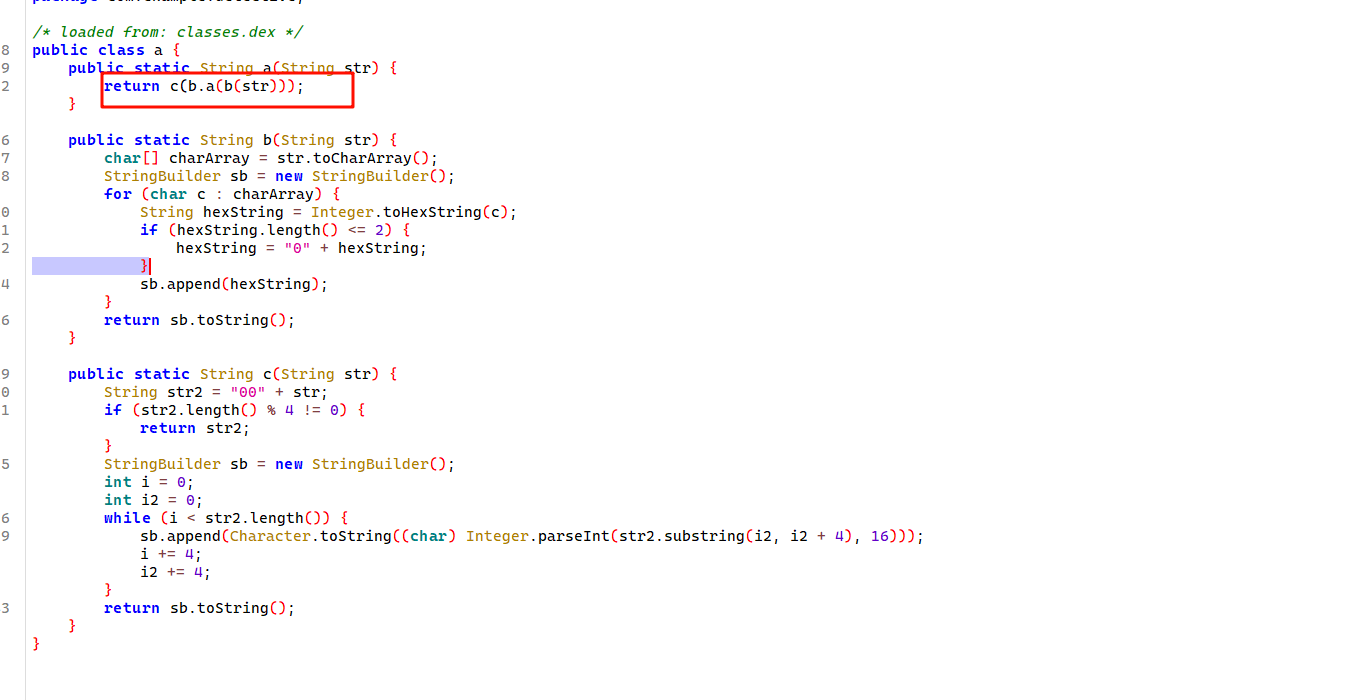 /* loaded from: classes.dex */
8 public class a {
9     public static String a(String str) {
2         return c(b.a(b(str)));
    }
6     public static String b(String str) {
7         char[] charArray = str.toCharArray();
8         StringBuilder sb = new StringBuilder();
        for (char c : charArray) {
0             String hexString = Integer.toHexString(c);
1             if (hexString.length() <= 2) {
2                 hexString = "0" + hexString;
            }
4             sb.append(hexString);
        }
6         return sb.toString();
    }
9     public static String c(String str) {
0         String str2 = "00" + str;
1         if (str2.length() % 4 != 0) {
            return str2;
        }
5         StringBuilder sb = new StringBuilder();
        int i = 0;
        int i2 = 0;
6         while (i < str2.length()) {
9             sb.append(Character.toString((char) Integer.parseInt(str2.substring(i2, i2 + 4), 16)));
            i += 4;
            i2 += 4;
        }
3         return sb.toString();
    }
}